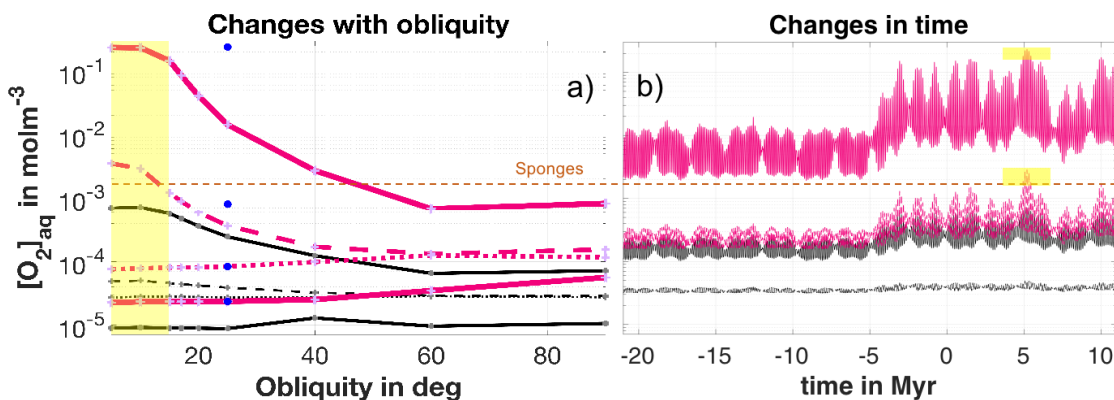 Changes with obliquity
Changes in time
a)
b)
[O₂]aq in molm⁻³
10⁻¹
10⁻²
10⁻³
10⁻⁴
10⁻⁵
Sponges
20
40
60
80
Obliquity in deg
-20
-15
-10
-5
0
5
10
time in Myr